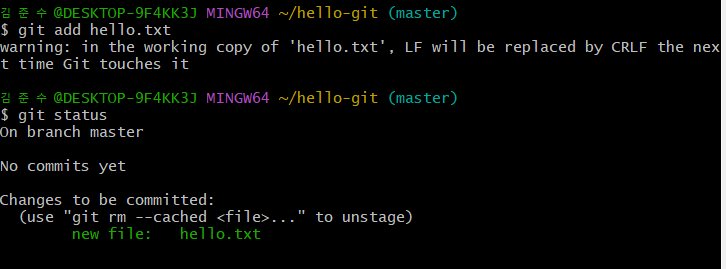 김 준 수 @DESKTOP-9F4KK3J MINGW64 ~/hello-git (master)
$ git add hello.txt
warning: in the working copy of 'hello.txt', LF will be replaced by CRLF the nex
t time Git touches it
김 준 수 @DESKTOP-9F4KK3J MINGW64 ~/hello-git (master)
$ git status
On branch master
No commits yet
Changes to be committed:
(use "git rm --cached <file>..." to unstage)
new file:   hello.txt